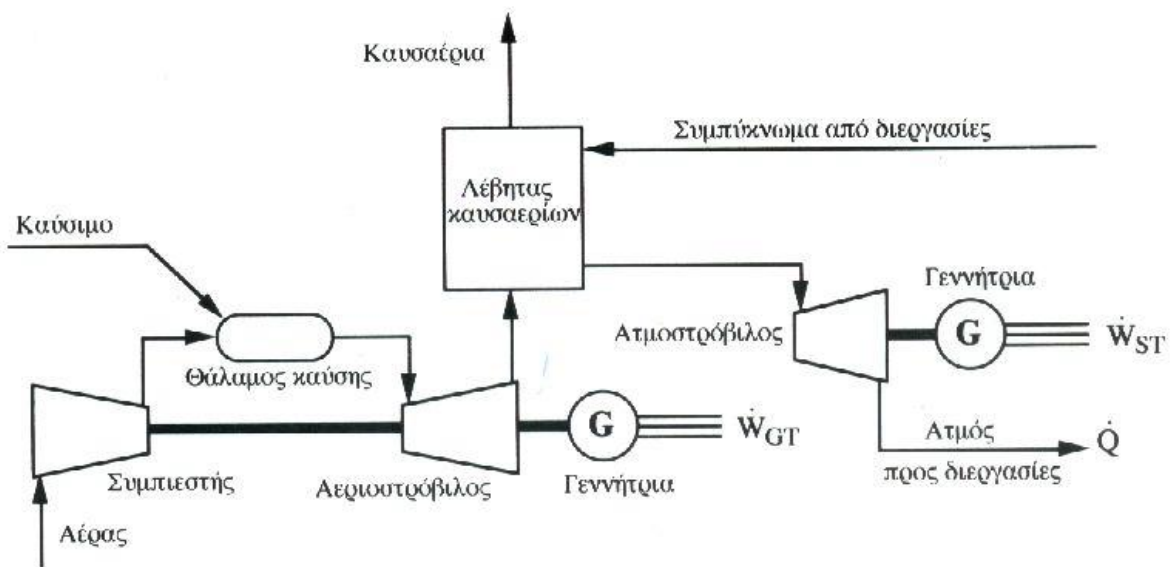 Καυσαέρια
Συμπύκνωμα από διεργασίες
Λέβητας
καυσαερίων
Καύσιμο
Γεννήτρια
Ατμοστρόβιλος
G
Ẇ_ST
Θάλαμος καύσης
G
Ẇ_GT
Ατμός
προς διεργασίες
Q̇
Συμπιεστής
Αεριοστρόβιλος
Γεννήτρια
Αέρας